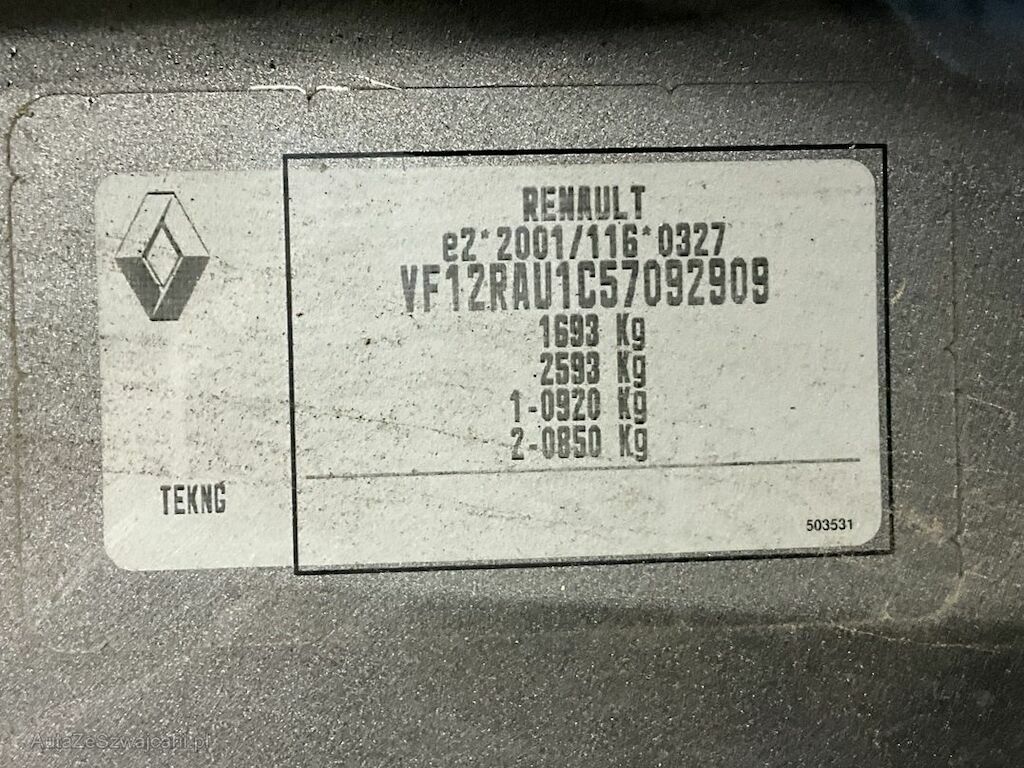 RENAULT
e2*2001/116*0327
VF12RAU1C57092909
1693 Kg
2593 Kg
1-0920 Kg
2-0850 Kg
TEKNG
503531
AutaZeSzwajcarii.pl